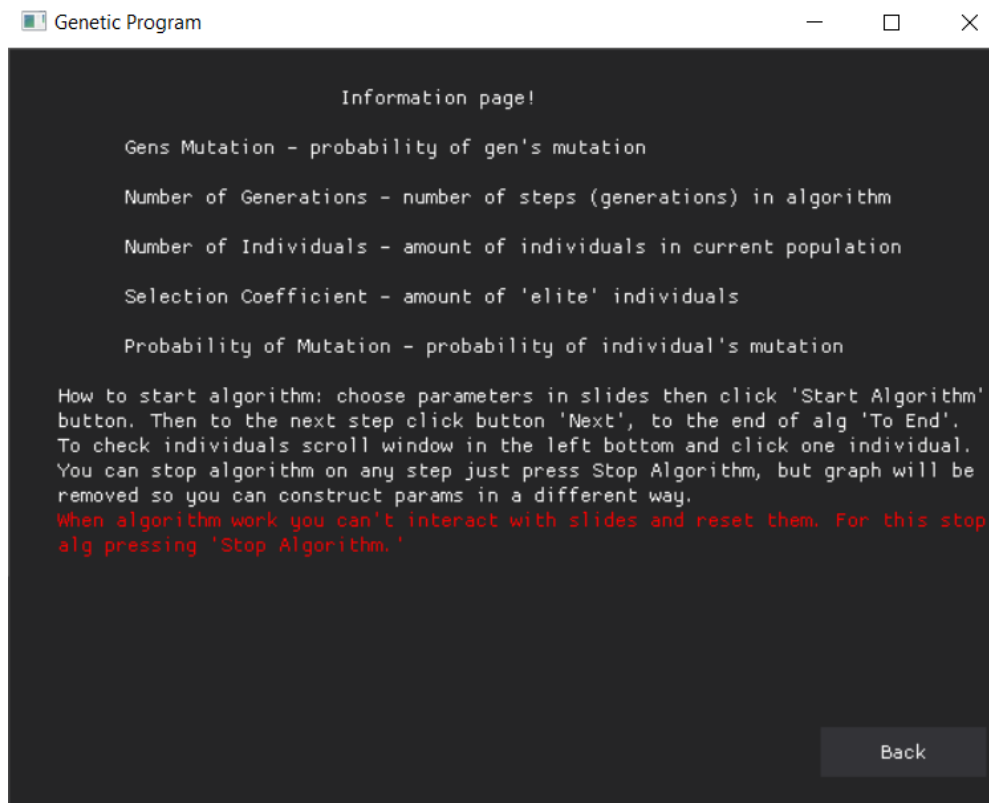 Genetic Program
Information page!
Gens Mutation - probability of gen's mutation
Number of Generations - number of steps (generations) in algorithm
Number of Individuals - amount of individuals in current population
Selection Coefficient - amount of 'elite' individuals
Probability of Mutation - probability of individual's mutation
How to start algorithm: choose parameters in slides then click 'Start Algorithm'
button. Then to the next step click button 'Next', to the end of alg 'To End'.
To check individuals scroll window in the left bottom and click one individual.
You can stop algorithm on any step just press Stop Algorithm, but graph will be
removed so you can construct params in a different way.
When algorithm work you can't interact with slides and reset them. For this stop
alg pressing 'Stop Algorithm.'
Back